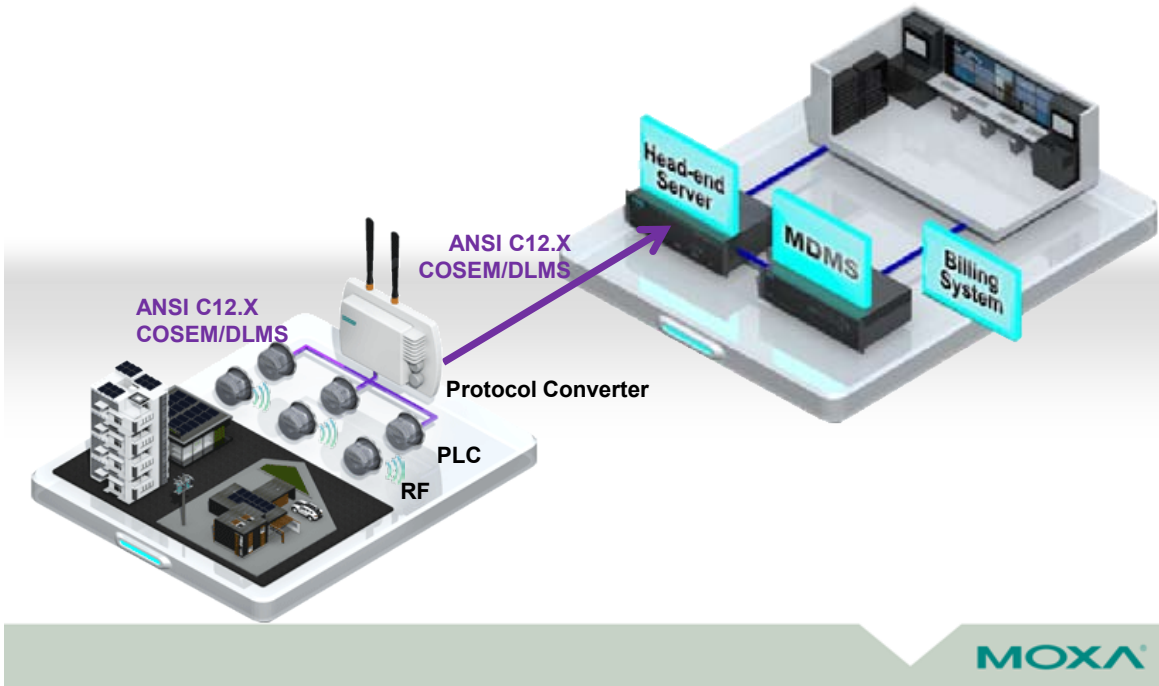 Head-end
Server
MDMS
Billing
System
ANSI C12.X
COSEM/DLMS
ANSI C12.X
COSEM/DLMS
Protocol Converter
PLC
RF
MOXA®